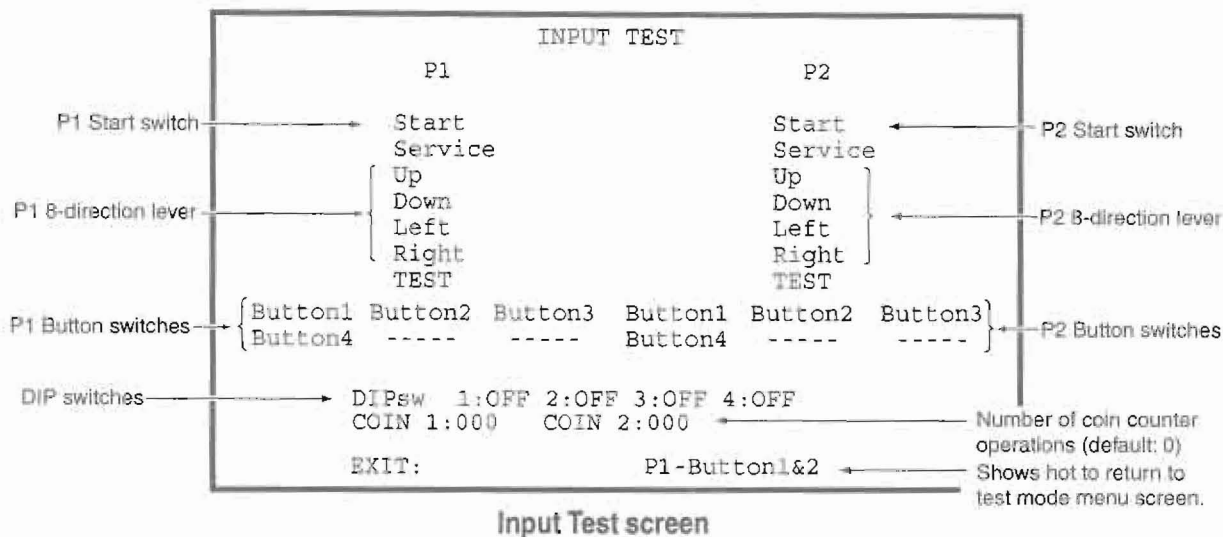 INPUT TEST
P1 P2
P1 Start switch Start Start P2 Start switch
Service Service
Up Up
P1 8-direction lever Down Down P2 8-direction lever
Left Left
Right Right
TEST TEST
P1 Button switches Button1 Button2 Button3 Button1 Button2 Button3 P2 Button switches
Button4 ----- ----- Button4 ----- -----
DIP switches DIPsw 1:OFF 2:OFF 3:OFF 4:OFF
COIN 1:000 COIN 2:000 Number of coin counter
operations (default: 0)
EXIT: P1-Button1&2 Shows hot to return to
test mode menu screen.
Input Test screen